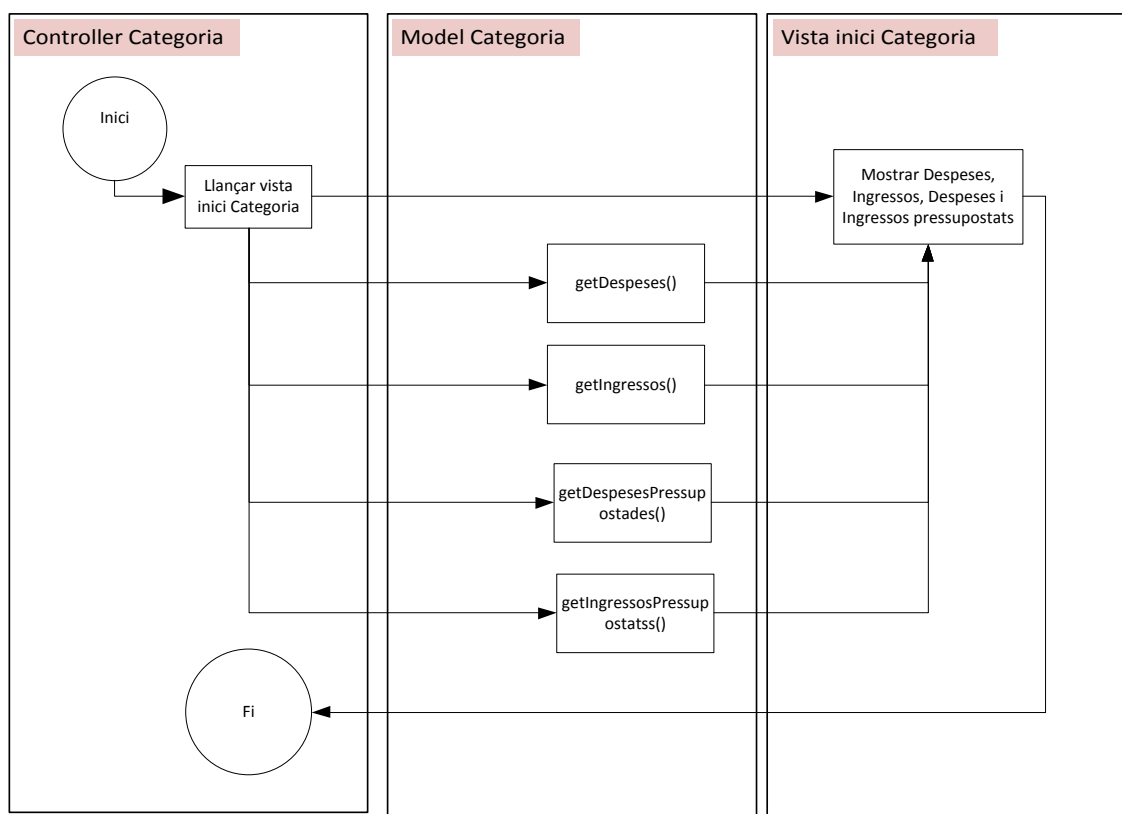 Controller Categoria
Model Categoria
Vista inici Categoria
Inici
Llançar vista
inici Categoria
Mostrar Despeses,
Ingressos, Despeses i
Ingressos pressupostats
getDespeses()
getIngressos()
getDespesesPressup
ostades()
getIngressosPressup
ostatss()
Fi